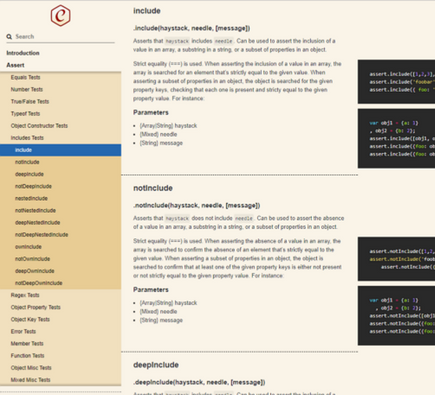 Search
Introduction
Assert
Equals Tests
Number Tests
True/False Tests
Typeof Tests
Object Constructor Tests
Includes Tests
include
notInclude
deepInclude
notDeepInclude
nestedInclude
notNestedInclude
deepNestedInclude
notDeepNestedInclude
ownInclude
notOwnInclude
deepOwnInclude
notDeepOwnInclude
Regex Tests
Object Property Tests
Object Key Tests
Error Tests
Member Tests
Function Tests
Object Misc Tests
Mixed Misc Tests
include
.include(haystack, needle, [message])
Asserts that haystack includes needle. Can be used to assert the inclusion of a
value in an array, a substring in a string, or a subset of properties in an object.
Strict equality (===) is used. When asserting the inclusion of a value in an array,
the array is searched for an element that's strictly equal to the given value. When
asserting a subset of properties in an object, the object is searched for the given
property keys, checking that each one is present and strictly equal to the given
property value. For instance:
Parameters
• {Array|String} haystack
• {Mixed} needle
• {String} message
assert.include([1,2,3],
assert.include('foobar'
assert.include({ foo: '
var obj1 = {a: 1}
, obj2 = {b: 2};
assert.include([obj1, o
assert.include({foo: ob
assert.include({foo: ob
notInclude
.notInclude(haystack, needle, [message])
Asserts that haystack does not include needle. Can be used to assert the absence
of a value in an array, a substring in a string, or a subset of properties in an object.
Strict equality (===) is used. When asserting the absence of a value in an array, the
array is searched to confirm the absence of an element that's strictly equal to the
given value. When asserting a subset of properties in an object, the object is
searched to confirm that at least one of the given property keys is either not present
or not strictly equal to the given property value. For instance:
Parameters
• {Array|String} haystack
• {Mixed} needle
• {String} message
assert.notInclude([1,2,
assert.notInclude('foob
assert.notInclude({
var obj1 = {a: 1}
, obj2 = {b: 2};
assert.notInclude([obj1
assert.notInclude({foo:
assert.notInclude({foo:
deepInclude
.deepInclude(haystack, needle, [message])